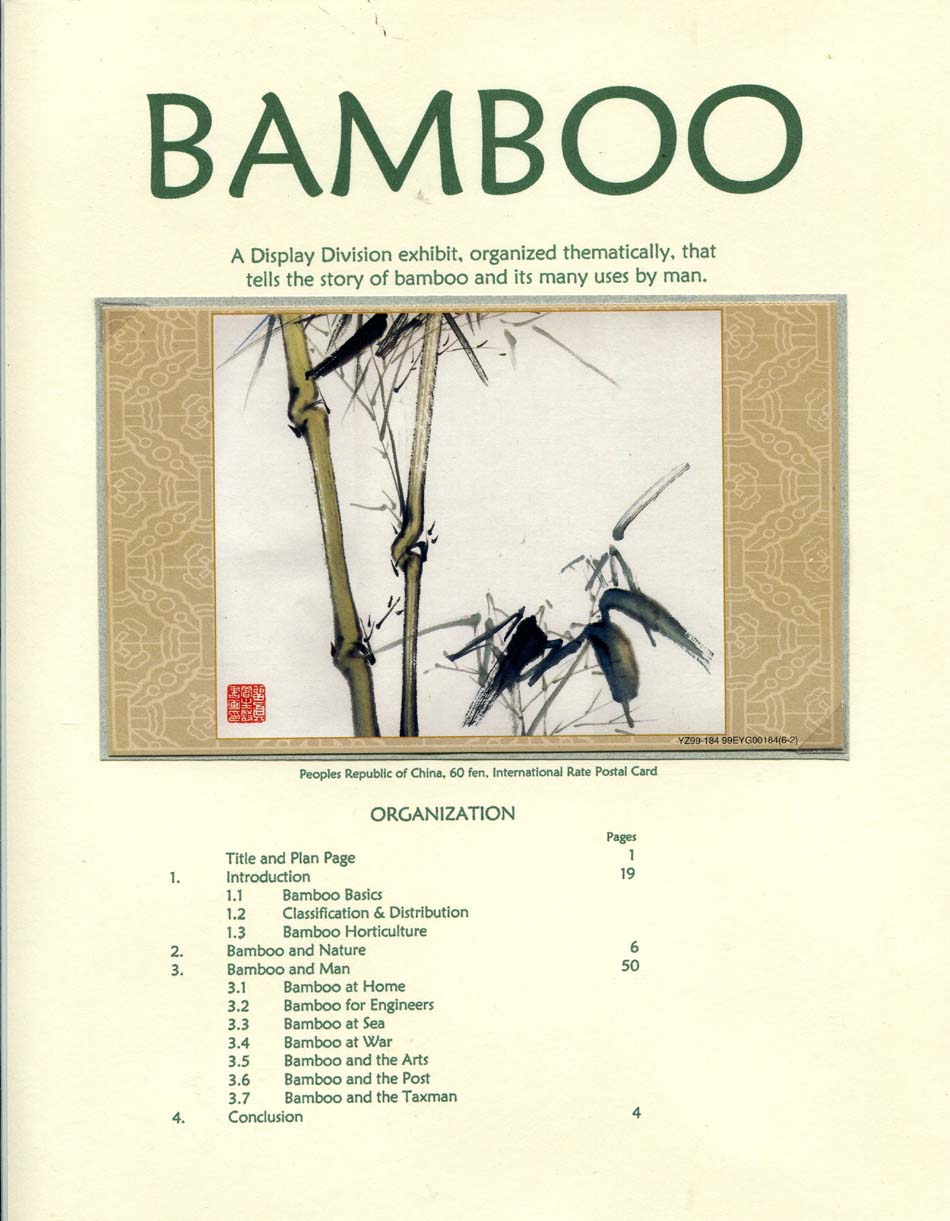 BAMBOO
A Display Division exhibit, organized thematically, that
tells the story of bamboo and its many uses by man.
YZ99-184 99EYG00184(6-2)
Peoples Republic of China, 60 fen, International Rate Postal Card
ORGANIZATION
Pages
Title and Plan Page 1
1. Introduction 19
1.1 Bamboo Basics
1.2 Classification & Distribution
1.3 Bamboo Horticulture
2. Bamboo and Nature 6
3. Bamboo and Man 50
3.1 Bamboo at Home
3.2 Bamboo for Engineers
3.3 Bamboo at Sea
3.4 Bamboo at War
3.5 Bamboo and the Arts
3.6 Bamboo and the Post
3.7 Bamboo and the Taxman
4. Conclusion 4